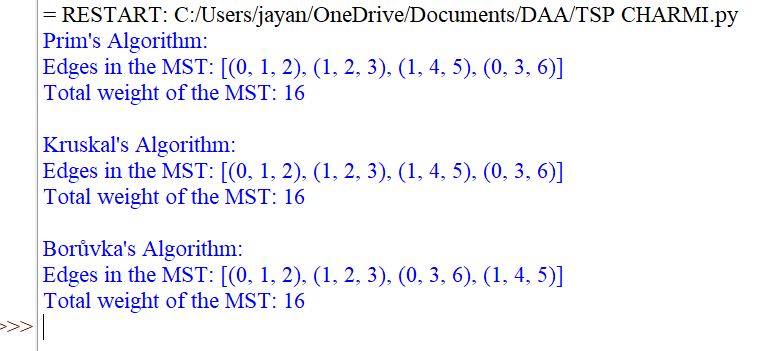 = RESTART: C:/Users/jayan/OneDrive/Documents/DAA/TSP CHARMI.py
Prim's Algorithm:
Edges in the MST: [(0, 1, 2), (1, 2, 3), (1, 4, 5), (0, 3, 6)]
Total weight of the MST: 16
Kruskal's Algorithm:
Edges in the MST: [(0, 1, 2), (1, 2, 3), (1, 4, 5), (0, 3, 6)]
Total weight of the MST: 16
Borůvka's Algorithm:
Edges in the MST: [(0, 1, 2), (1, 2, 3), (0, 3, 6), (1, 4, 5)]
Total weight of the MST: 16
>>>